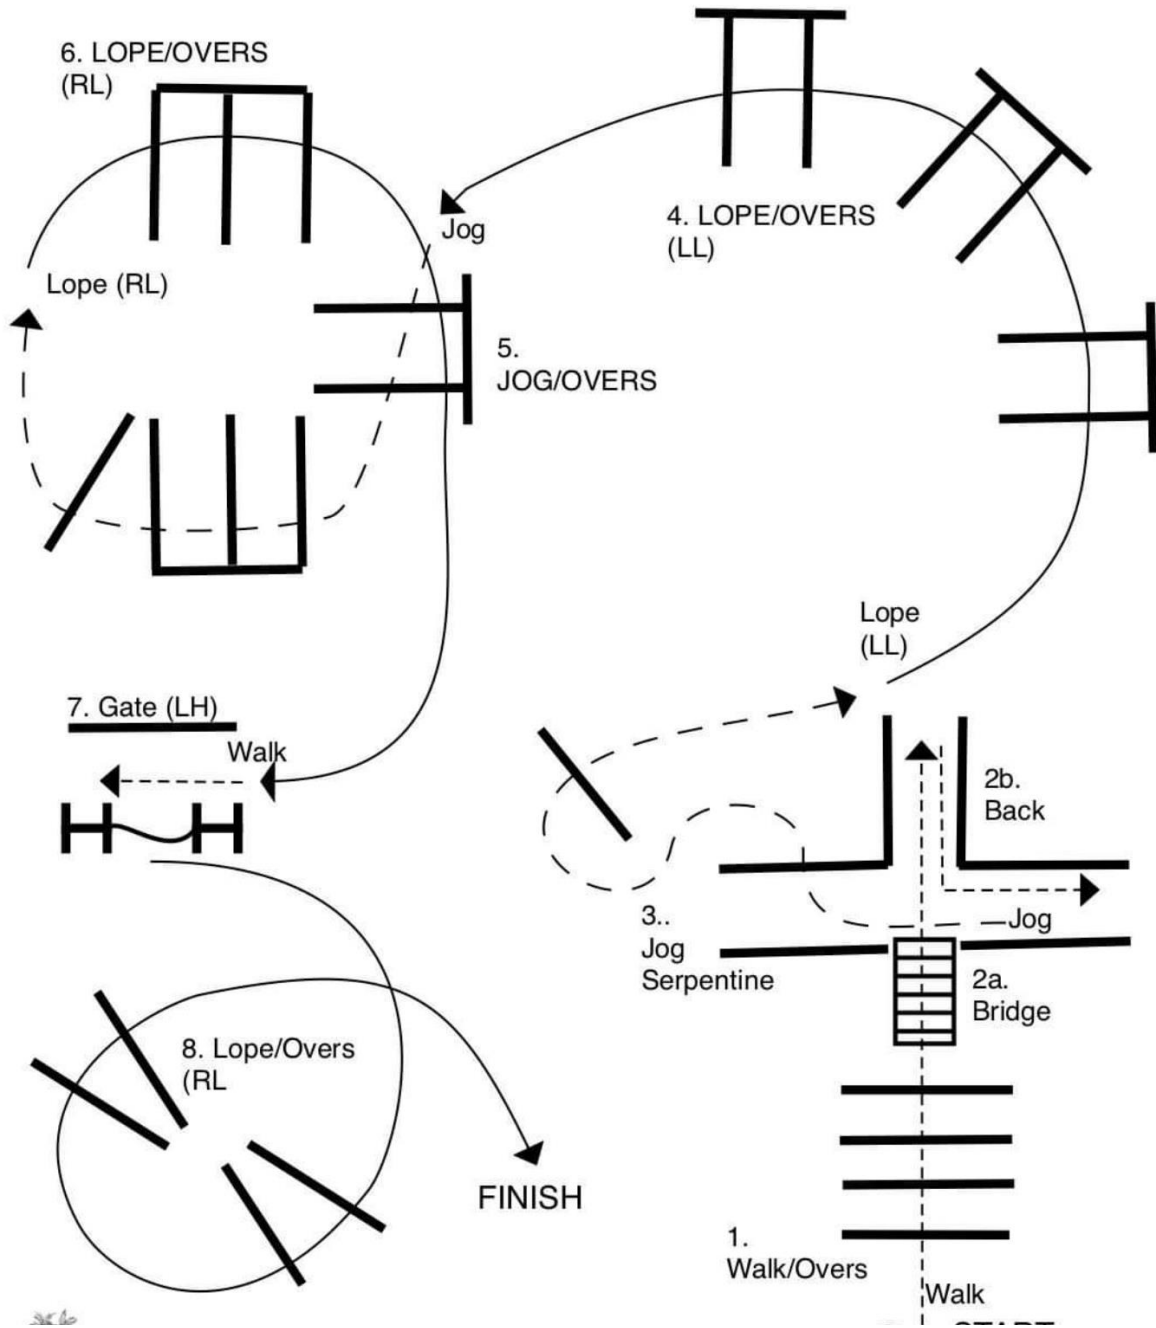 6. LOPE/OVERS
(RL)
Jog
4. LOPE/OVERS
(LL)
Lope (RL)
5.
JOG/OVERS
Lope
(LL)
7. Gate (LH)
Walk
2b.
Back
3..
Jog
Serpentine
Jog
2a.
Bridge
8. Lope/Overs
(RL
FINISH
1.
Walk/Overs
Walk
START